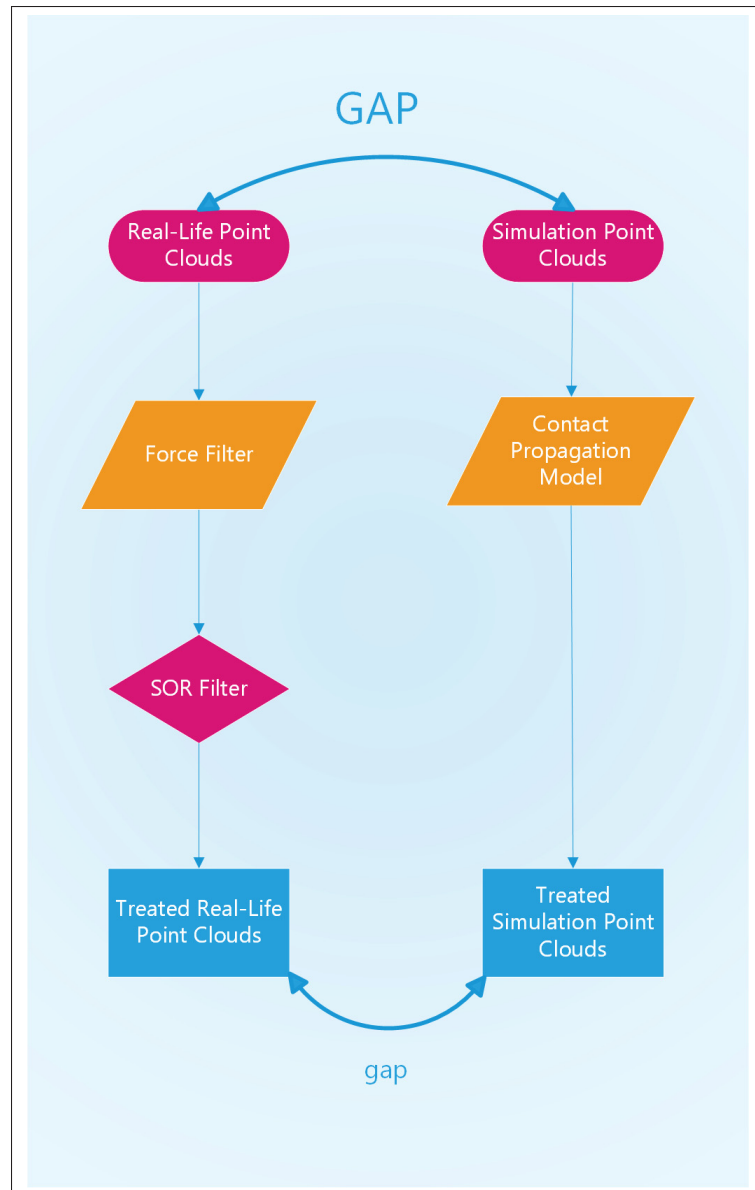 GAP
Real-Life Point
Clouds
Simulation Point
Clouds
Force Filter
Contact
Propagation
Model
SOR Filter
Treated Real-Life
Point Clouds
Treated
Simulation Point
Clouds
gap